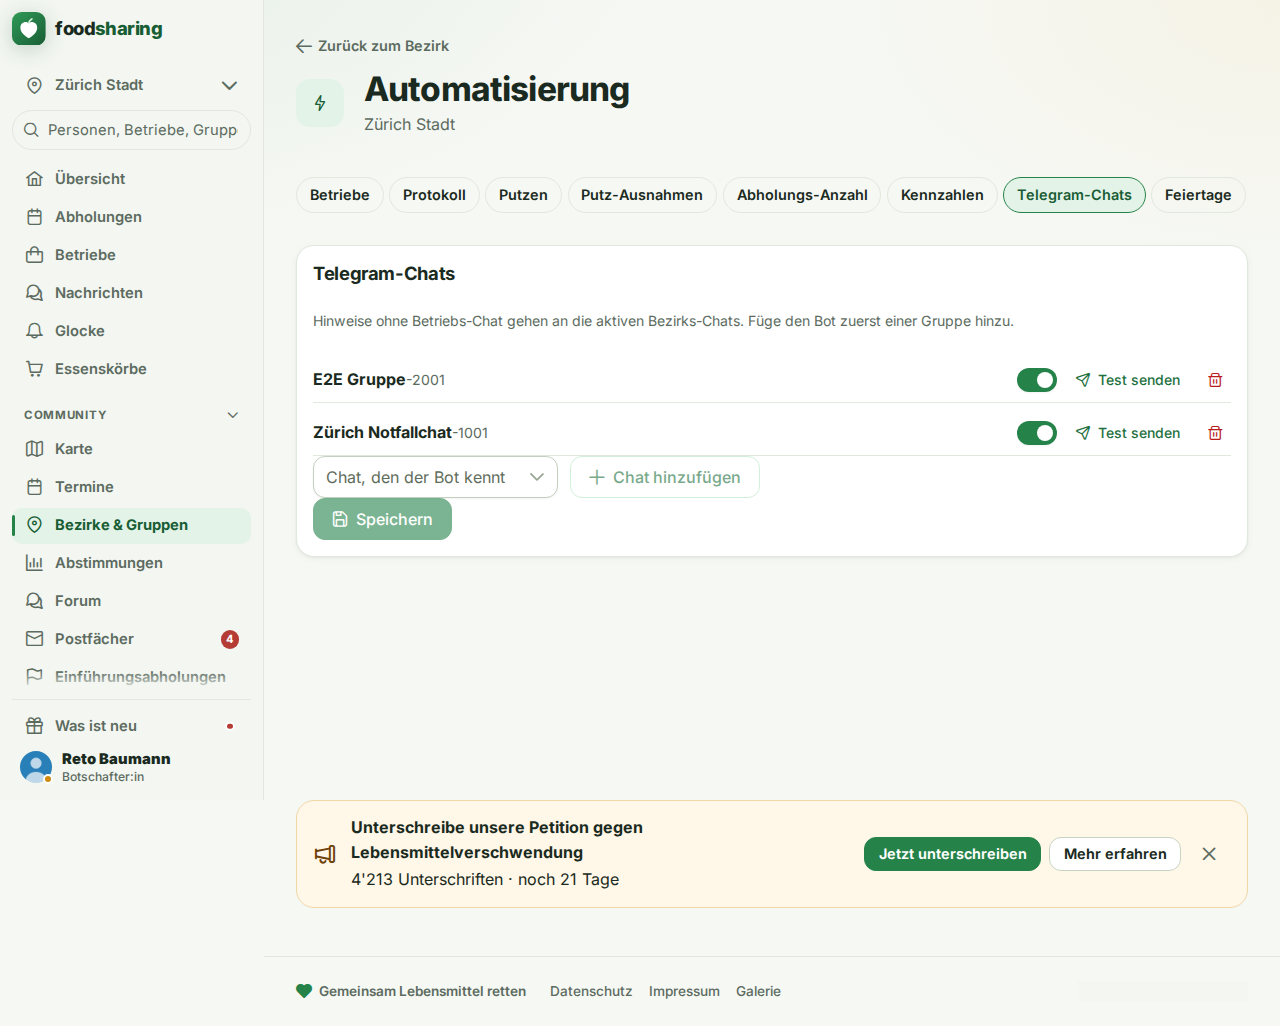 foodsharing
Zürich Stadt
Personen, Betriebe, Grupp
Übersicht
Abholungen
Betriebe
Nachrichten
Glocke
Essenskörbe
COMMUNITY
Karte
Termine
Bezirke & Gruppen
Abstimmungen
Forum
Postfächer 4
Einführungsabholungen
Was ist neu
Reto Baumann
Botschafter:in
Zurück zum Bezirk
Automatisierung
Zürich Stadt
Betriebe Protokoll Putzen Putz-Ausnahmen Abholungs-Anzahl Kennzahlen Telegram-Chats Feiertage
Telegram-Chats
Hinweise ohne Betriebs-Chat gehen an die aktiven Bezirks-Chats. Füge den Bot zuerst einer Gruppe hinzu.
E2E Gruppe-2001 Test senden
Zürich Notfallchat-1001 Test senden
Chat, den der Bot kennt Chat hinzufügen
Speichern
Unterschreibe unsere Petition gegen
Lebensmittelverschwendung
4'213 Unterschriften · noch 21 Tage
Jetzt unterschreiben Mehr erfahren
Gemeinsam Lebensmittel retten Datenschutz Impressum Galerie